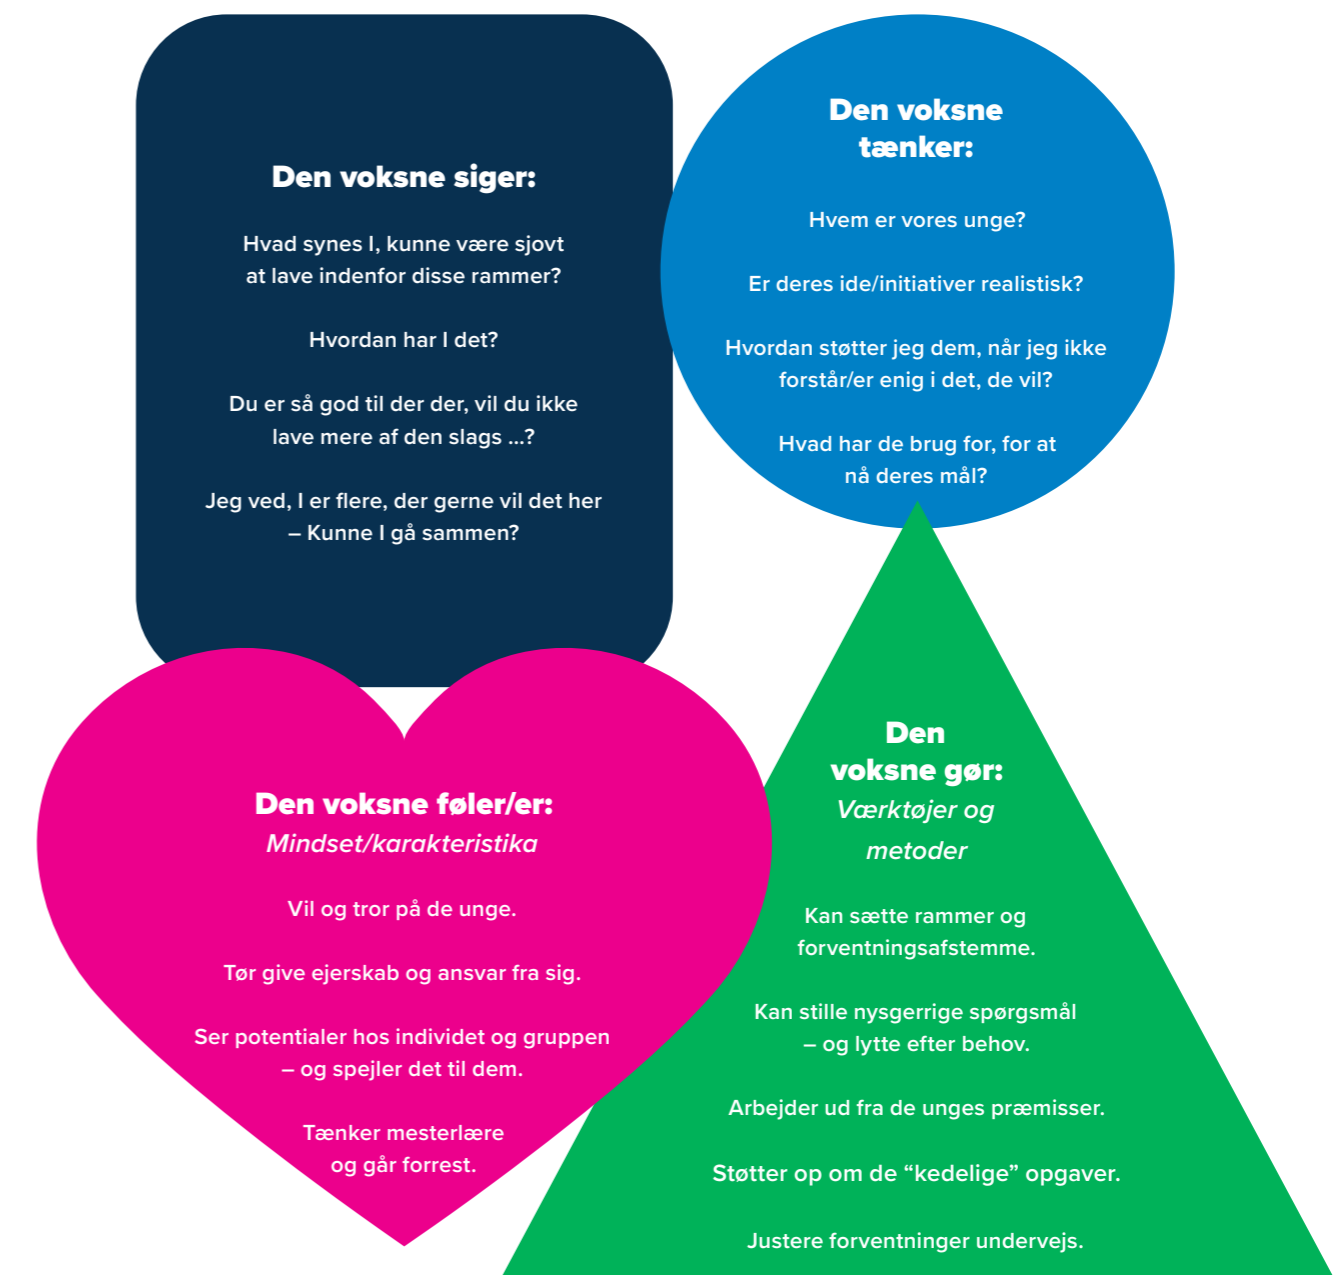 Den voksne siger:
Hvad synes I, kunne være sjovt
at lave indenfor disse rammer?
Hvordan har I det?
Du er så god til der der, vil du ikke
lave mere af den slags ...?
Jeg ved, I er flere, der gerne vil det her
– Kunne I gå sammen?
Den voksne
tænker:
Hvem er vores unge?
Er deres ide/initiativer realistisk?
Hvordan støtter jeg dem, når jeg ikke
forstår/er enig i det, de vil?
Hvad har de brug for, for at
nå deres mål?
Den voksne føler/er:
Mindset/karakteristika
Vil og tror på de unge.
Tør give ejerskab og ansvar fra sig.
Ser potentialer hos individet og gruppen
– og spejler det til dem.
Tænker mesterlære
og går forrest.
Den
voksne gør:
Værktøjer og
metoder
Kan sætte rammer og
forventningsafstemme.
Kan stille nysgerrige spørgsmål
– og lytte efter behov.
Arbejder ud fra de unges præmisser.
Støtter op om de “kedelige” opgaver.
Justere forventninger undervejs.